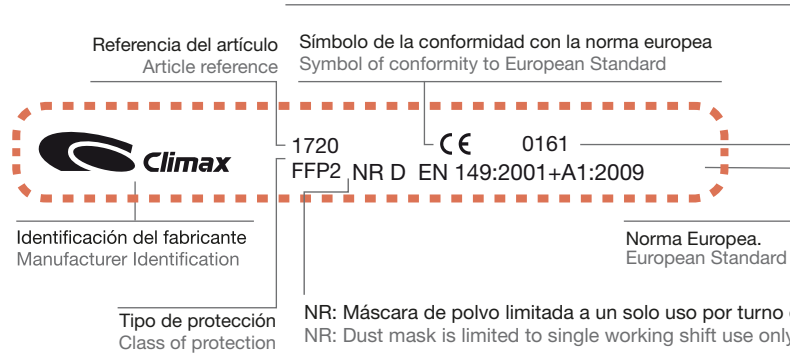 Referencia del artículo
Article reference
Símbolo de la conformidad con la norma europea
Symbol of conformity to European Standard
Climax
1720
CE 0161
FFP2 NR D EN 149:2001+A1:2009
Identificación del fabricante
Manufacturer Identification
Norma Europea.
European Standard
Tipo de protección
Class of protection
NR: Máscara de polvo limitada a un solo uso por turno
NR: Dust mask is limited to single working shift use only